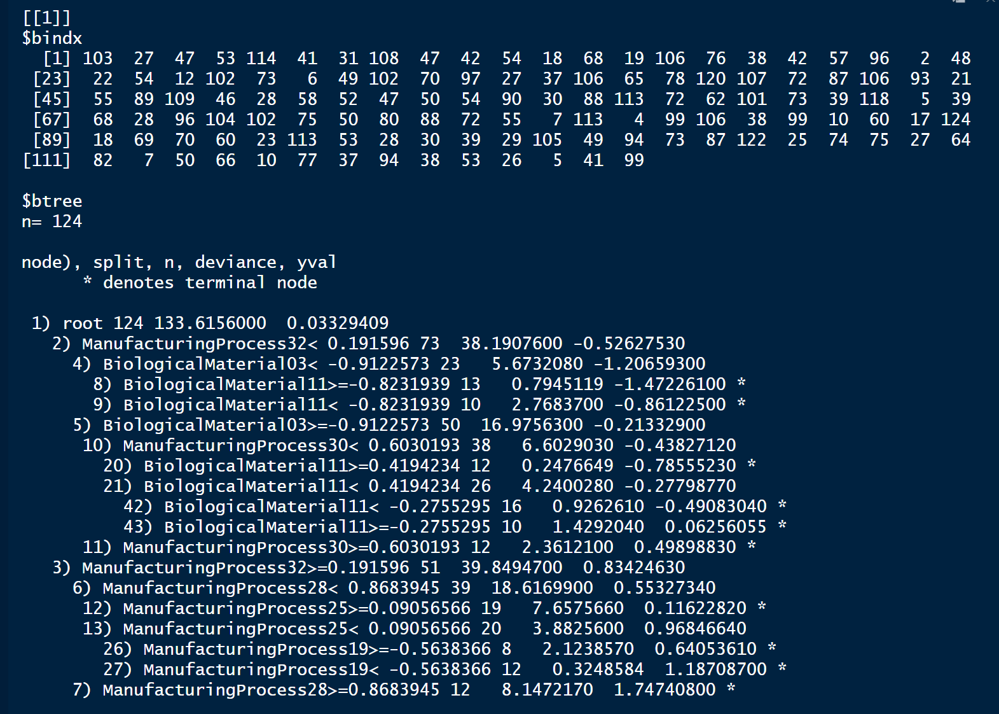 [[1]]
$bindx
  [1] 103  27  47  53 114  41  31 108  47  42  54  18  68  19 106  76  38  42  57  96   2  48
 [23]  22  54  12 102  73   6  49 102  70  97  27  37 106  65  78 120 107  72  87 106  93  21
 [45]  55  89 109  46  28  58  52  47  50  54  90  30  88 113  72  62 101  73  39 118   5  39
 [67]  68  28  96 104 102  75  50  80  88  72  55   7 113   4  99 106  38  99  10  60  17 124
 [89]  18  69  70  60  23 113  53  28  30  39  29 105  49  94  73  87 122  25  74  75  27  64
[111]  82   7  50  66  10  77  37  94  38  53  26   5  41  99
$btree
n= 124
node), split, n, deviance, yval
      * denotes terminal node
 1) root 124 133.6156000  0.03329409
   2) ManufacturingProcess32< 0.191596 73  38.1907600 -0.52627530
     4) BiologicalMaterial03< -0.9122573 23   5.6732080 -1.20659300
       8) BiologicalMaterial11>=-0.8231939 13   0.7945119 -1.47226100 *
       9) BiologicalMaterial11< -0.8231939 10   2.7683700 -0.86122500 *
     5) BiologicalMaterial03>=-0.9122573 50  16.9756300 -0.21332900
      10) ManufacturingProcess30< 0.6030193 38   6.6029030 -0.43827120
        20) BiologicalMaterial11>=0.4194234 12   0.2476649 -0.78555230 *
        21) BiologicalMaterial11< 0.4194234 26   4.2400280 -0.27798770
          42) BiologicalMaterial11< -0.2755295 16   0.9262610 -0.49083040 *
          43) BiologicalMaterial11>=-0.2755295 10   1.4292040  0.06256055 *
      11) ManufacturingProcess30>=0.6030193 12   2.3612100  0.49898830 *
   3) ManufacturingProcess32>=0.191596 51  39.8494700  0.83424630
     6) ManufacturingProcess28< 0.8683945 39  18.6169900  0.55327340
      12) ManufacturingProcess25>=0.09056566 19   7.6575660  0.11622820 *
      13) ManufacturingProcess25< 0.09056566 20   3.8825600  0.96846640
        26) ManufacturingProcess19>=-0.5638366 8   2.1238570  0.64053610 *
        27) ManufacturingProcess19< -0.5638366 12   0.3248584  1.18708700 *
     7) ManufacturingProcess28>=0.8683945 12   8.1472170  1.74740800 *